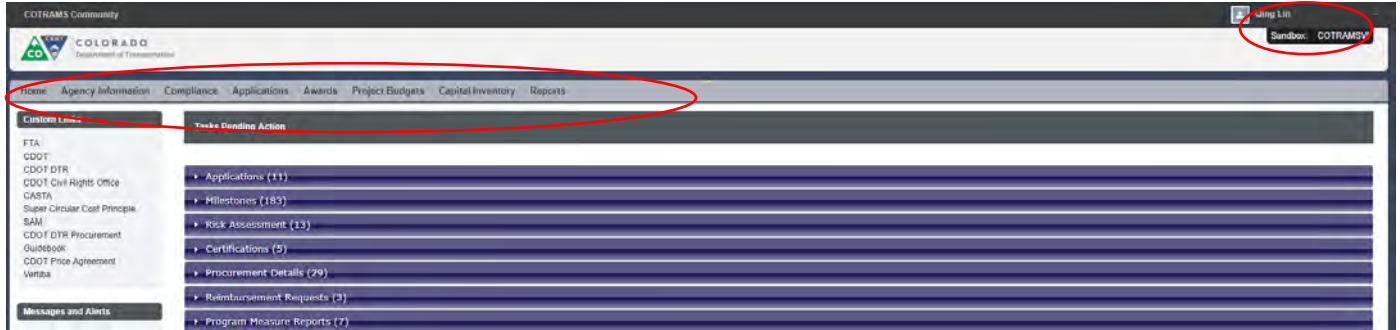 COTRAMS Community
Qing Lin
Sandbox: COTRAMSV
COLORADO
Department of Transportation
CO
Home Agency Information Compliance Applications Awards Project Budgets Capital Inventory Reports
Custom Links
FTA
CDOT
CDOT DTR
CDOT Civil Rights Office
CASTA
Super Circular Cost Principle
SAM
CDOT DTR Procurement
Guidebook
CDOT Price Agreement
Vertiba
Messages and Alerts
Tasks Pending Action
Applications (11)
Milestones (183)
Risk Assessment (13)
Certifications (5)
Procurement Details (29)
Reimbursement Requests (3)
Program Measure Reports (7)